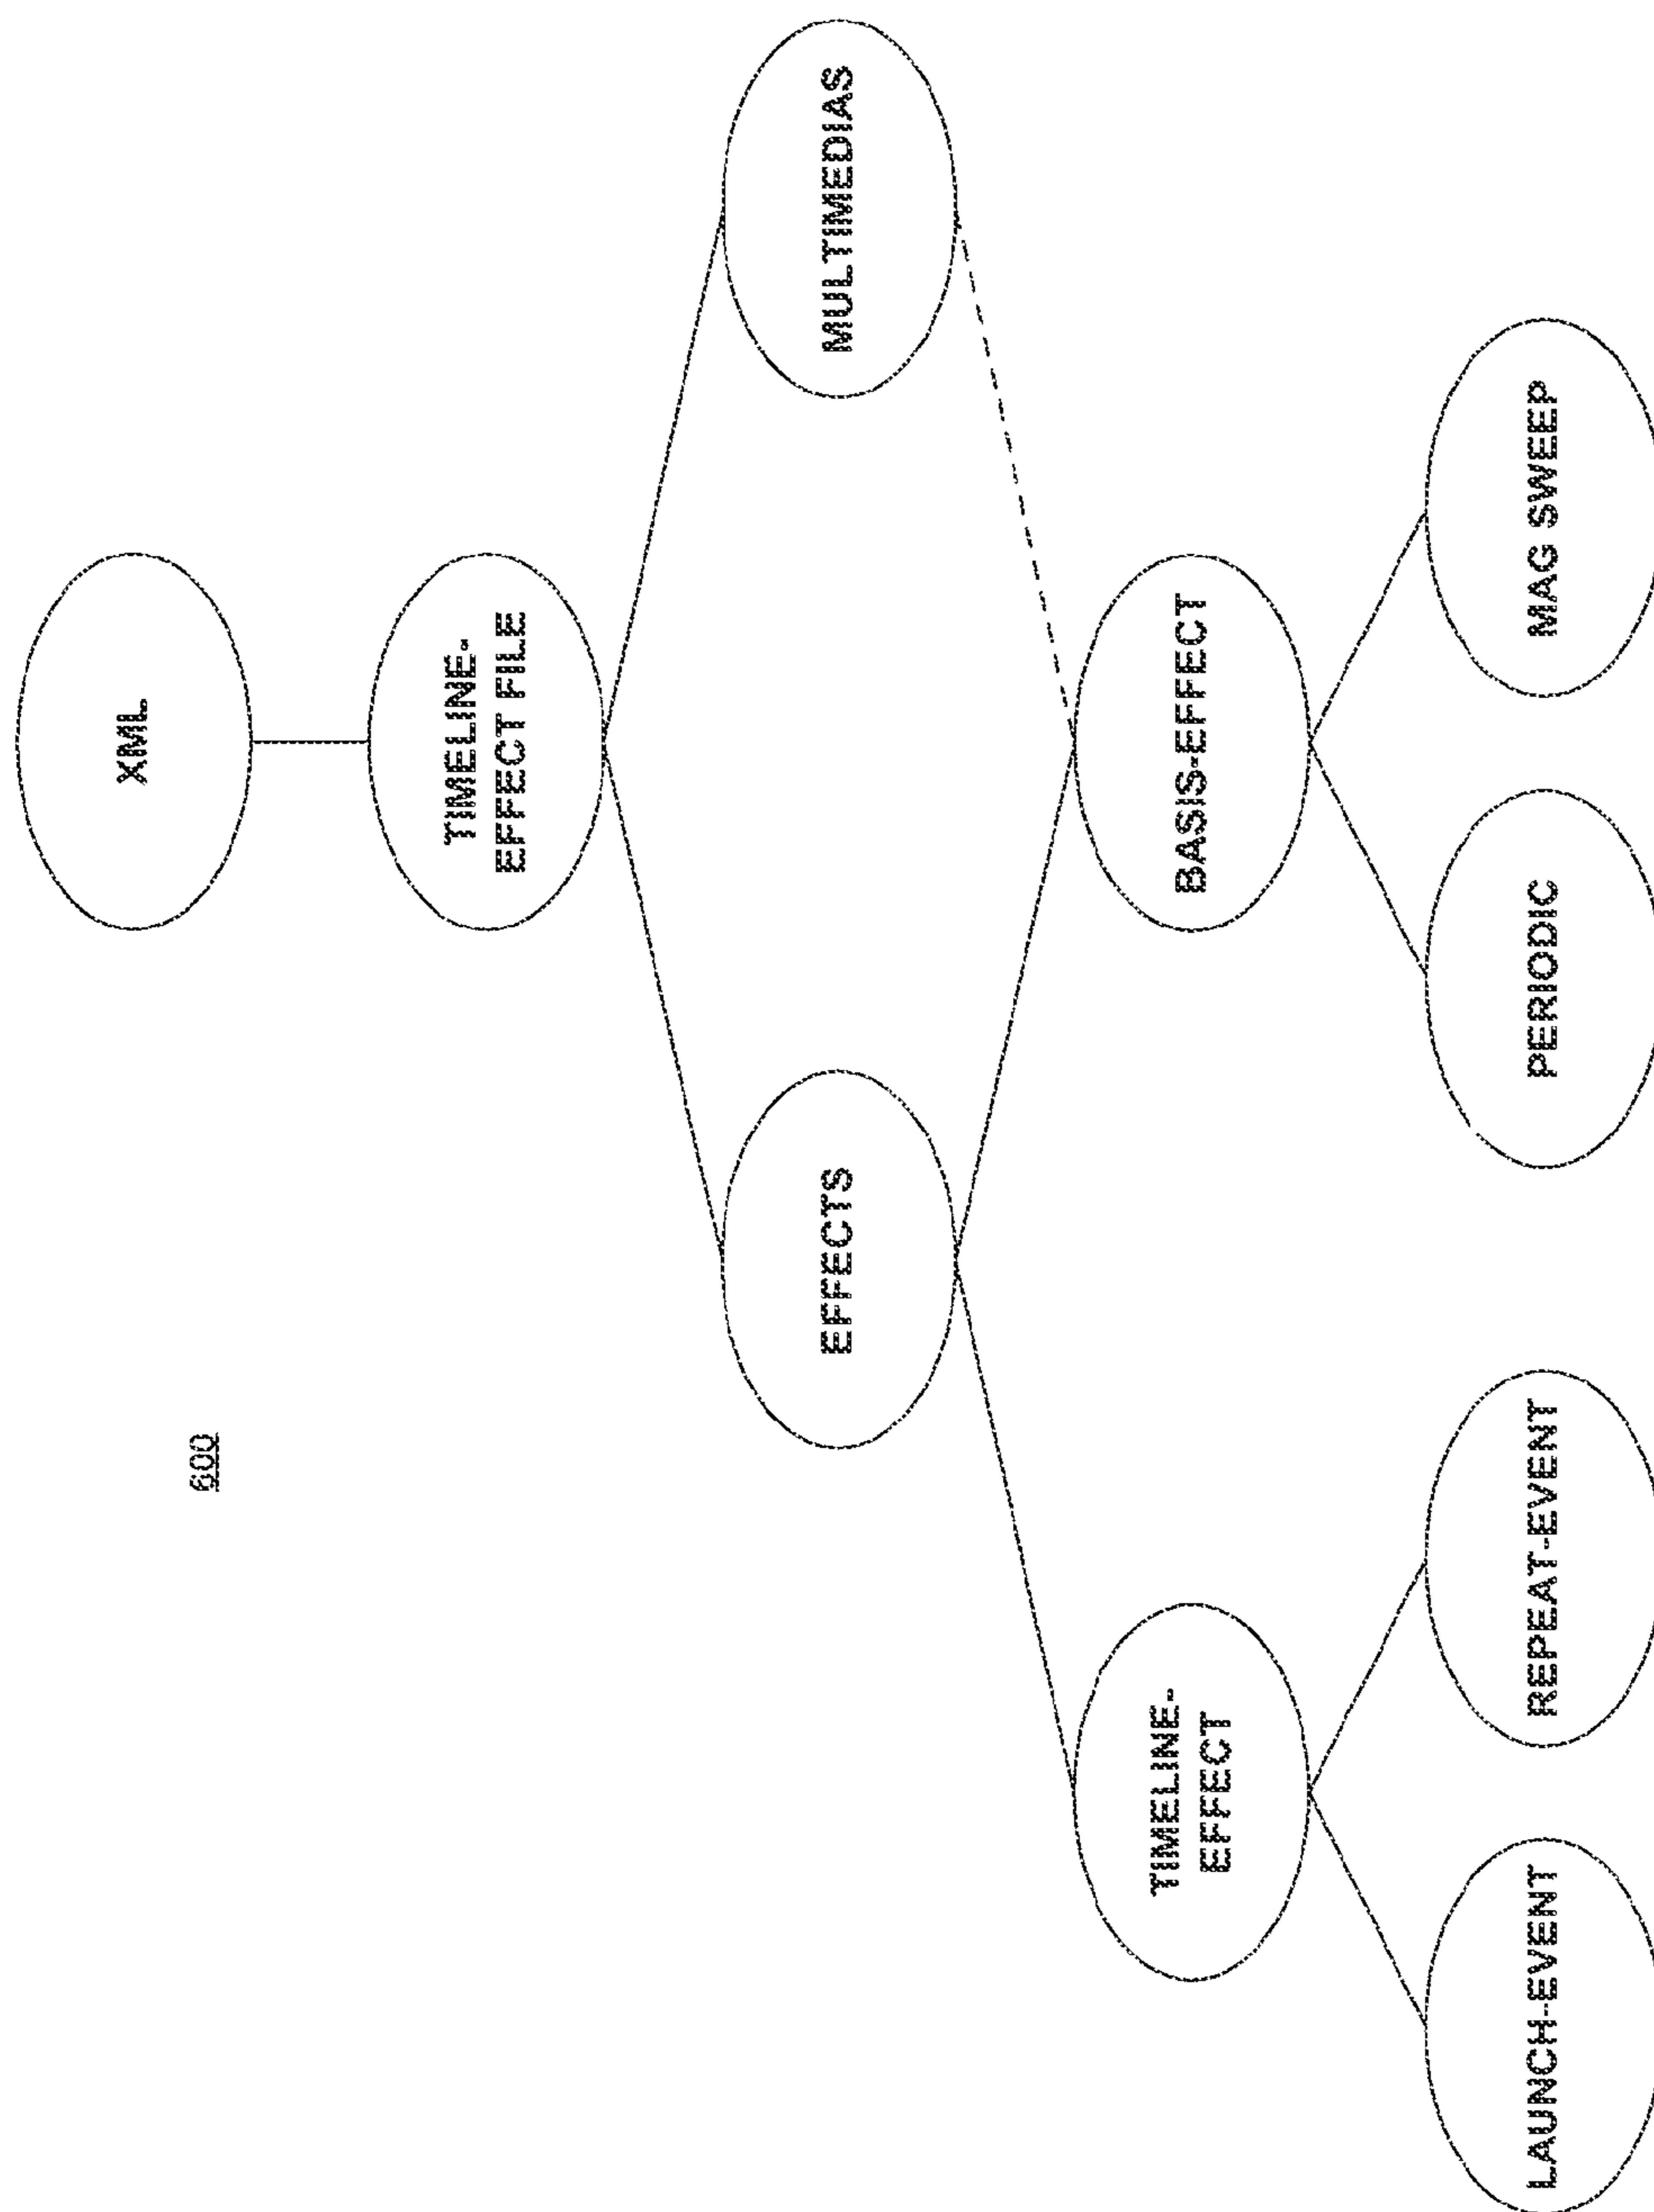 600
XML
TIMELINE-
EFFECT FILE
EFFECTS
MULTIMEDIAS
TIMELINE-
EFFECT
BASIS-EFFECT
LAUNCH-EVENT
REPEAT-EVENT
PERIODIC
MAG SWEEP